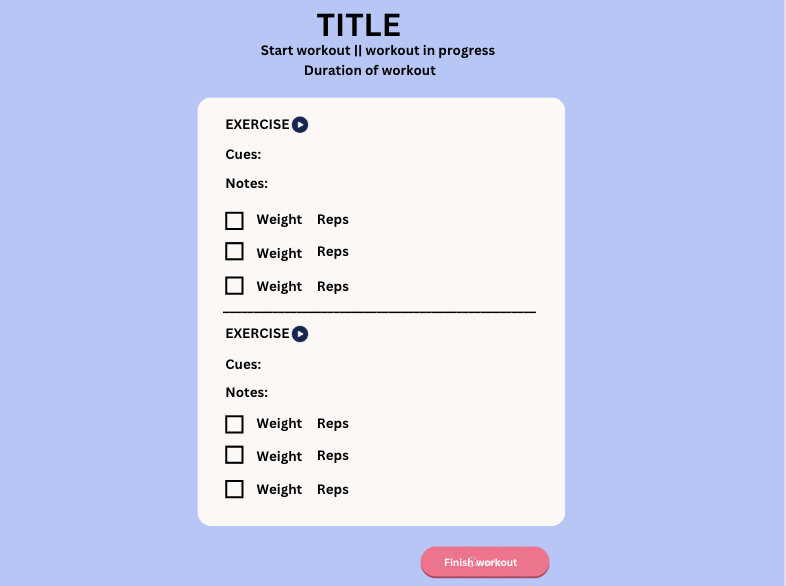 TITLE
Start workout || workout in progress
Duration of workout
EXERCISE
Cues:
Notes:
Weight Reps
Weight Reps
Weight Reps
EXERCISE
Cues:
Notes:
Weight Reps
Weight Reps
Weight Reps
Finish workout